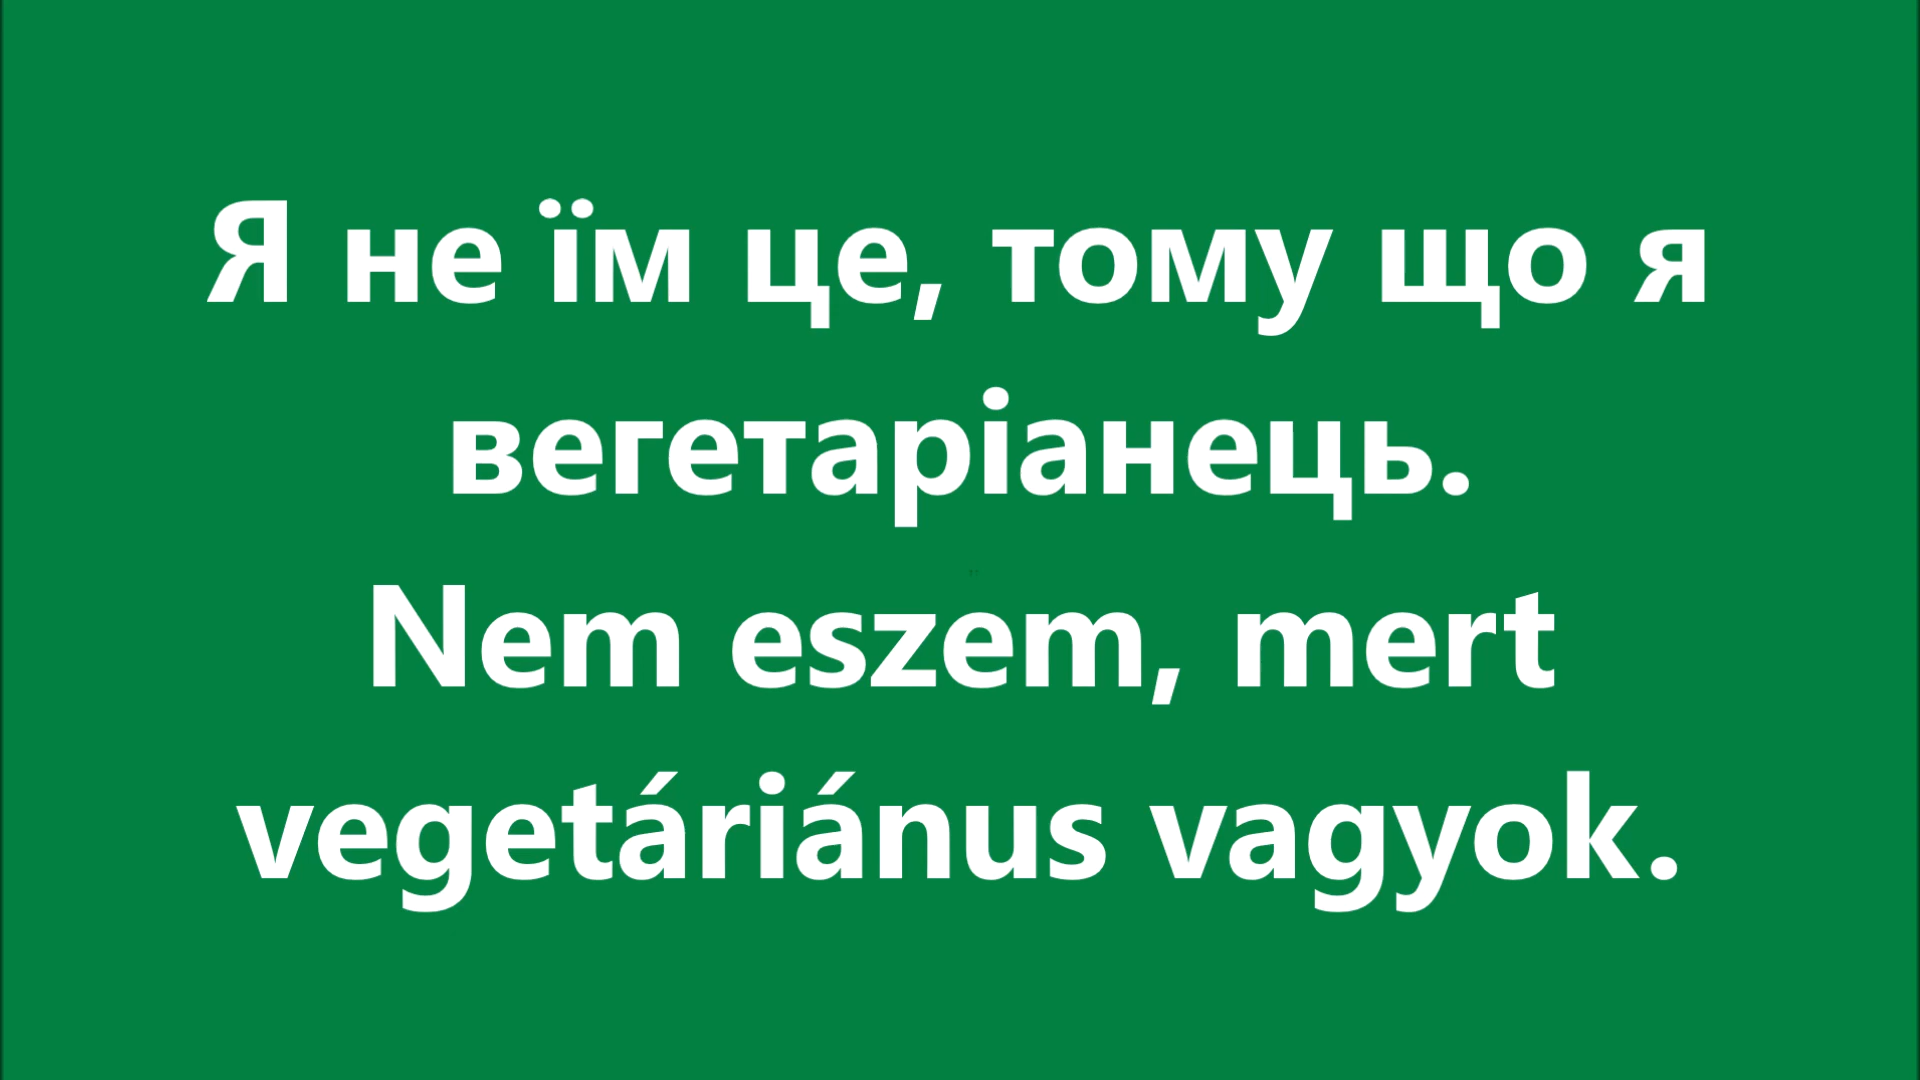 Я не їм це, тому що я
вегетаріанець.
Nem eszem, mert
vegetáriánus vagyok.